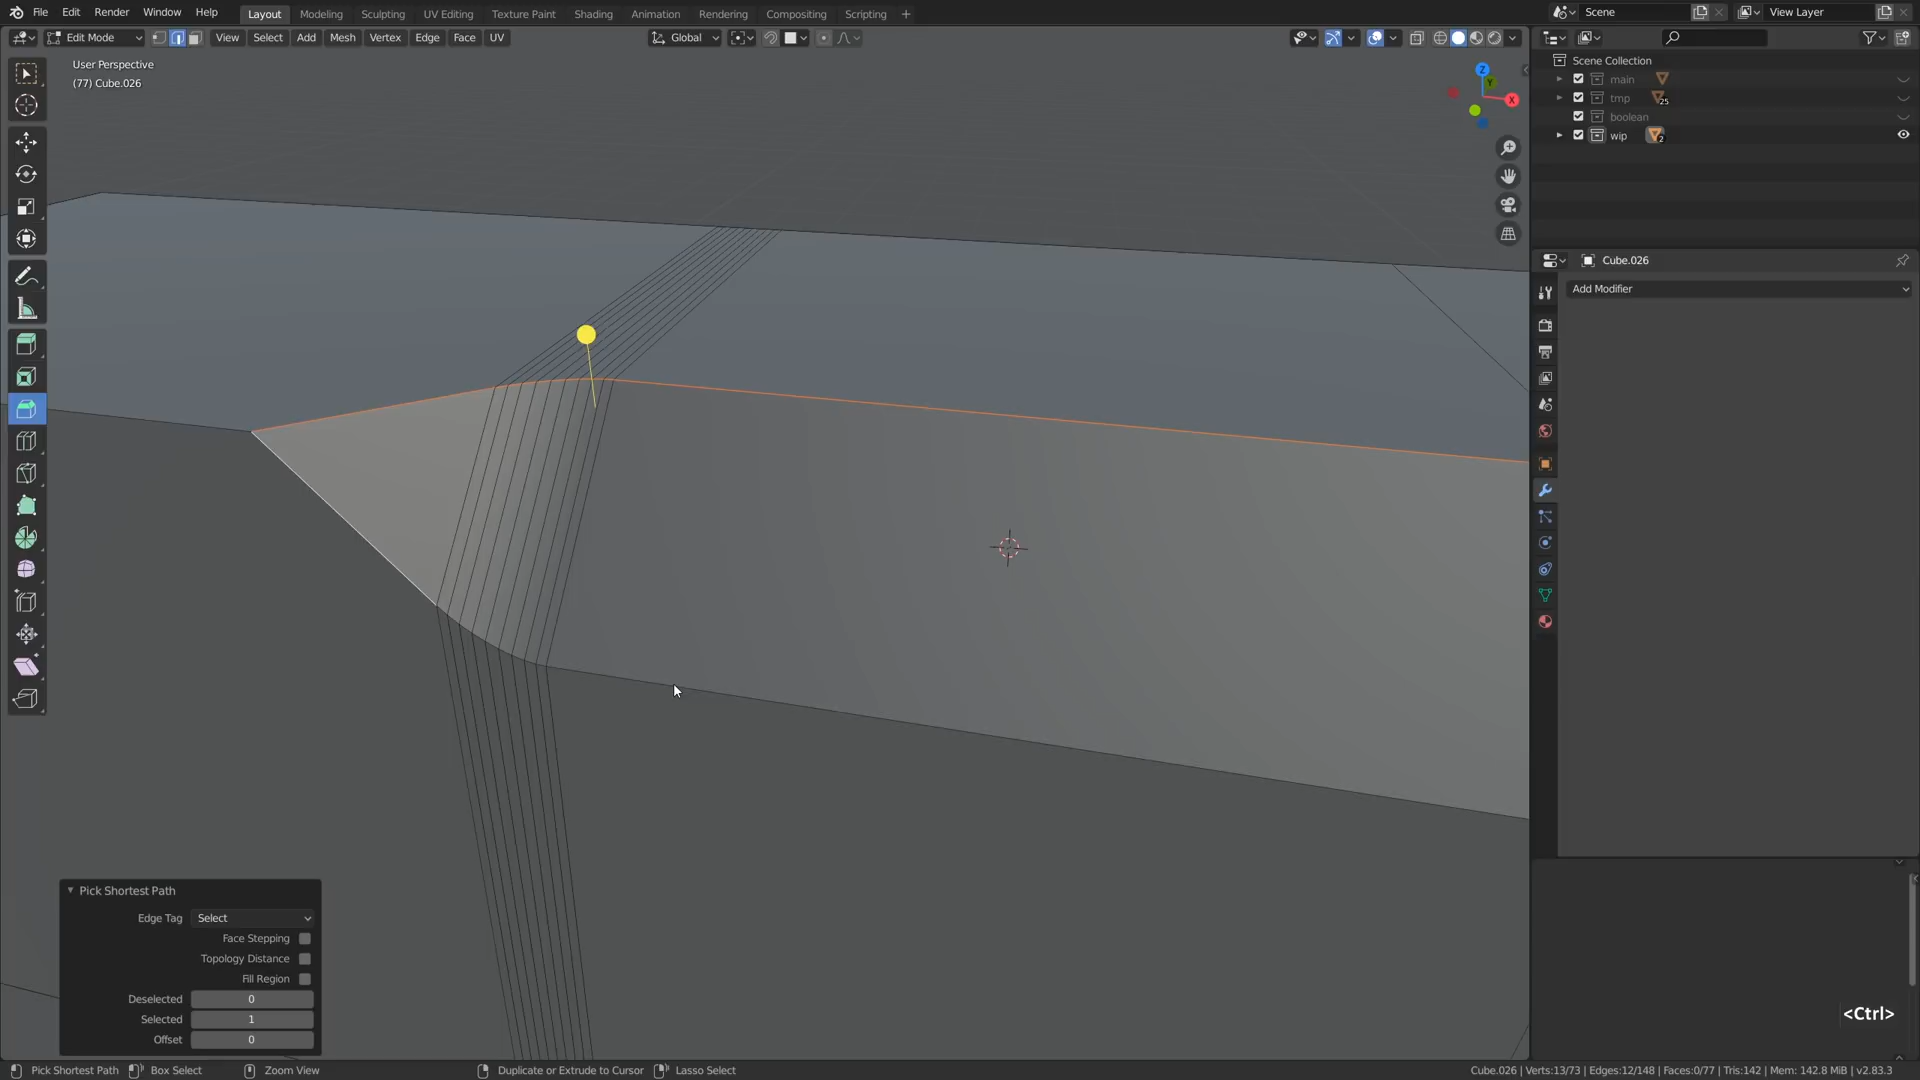 File Edit Render Window Help Layout Modeling Sculpting UV Editing Texture Paint Shading Animation Rendering Compositing Scripting + Scene View Layer
Edit Mode View Select Add Mesh Vertex Edge Face UV Global
User Perspective
(77) Cube.026
Z
Y
X
Scene Collection
main
tmp 25
boolean
wip 2
Cube.026
Add Modifier
Pick Shortest Path
Edge Tag Select
Face Stepping
Topology Distance
Fill Region
Deselected 0
Selected 1
Offset 0
<Ctrl>
Pick Shortest Path Box Select Zoom View Duplicate or Extrude to Cursor Lasso Select Cube.026 | Verts:13/73 | Edges:12/148 | Faces:0/77 | Tris:142 | Mem: 142.8 MiB | v2.83.3